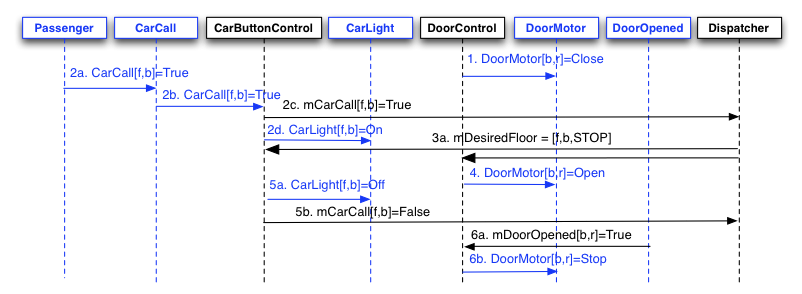 Passenger CarCall CarButtonControl CarLight DoorControl DoorMotor DoorOpened Dispatcher
1. DoorMotor[b,r]=Close
2a. CarCall[f,b]=True
2b. CarCall[f,b]=True
2c. mCarCall[f,b]=True
2d. CarLight[f,b]=On
3a. mDesiredFloor = [f,b,STOP]
4. DoorMotor[b,r]=Open
5a. CarLight[f,b]=Off
5b. mCarCall[f,b]=False
6a. mDoorOpened[b,r]=True
6b. DoorMotor[b,r]=Stop